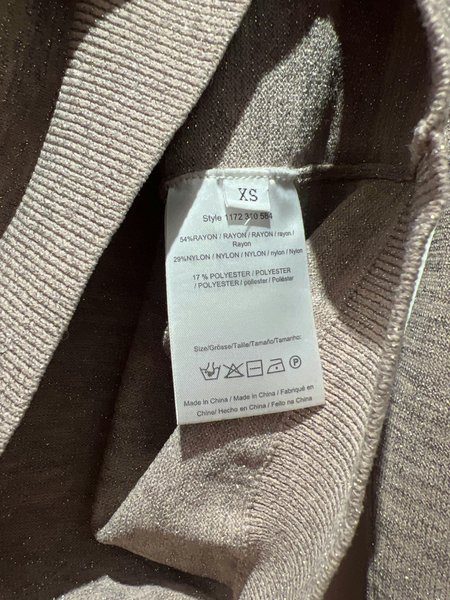 XS
Style 1172 310 584
54%RAYON / RAYON / RAYON / rayon /
Rayon
29%NYLON / NYLON / NYLON / nylon / Nylon
17 % POLYESTER / POLYESTER
/ POLYESTER / poliester / Poliéster
Size/Grösse/Taille/Tamaño/Tamanho:
P
Made in China / Made in China / Fabriqué en
Chine/ Hecho en China / Feito na China